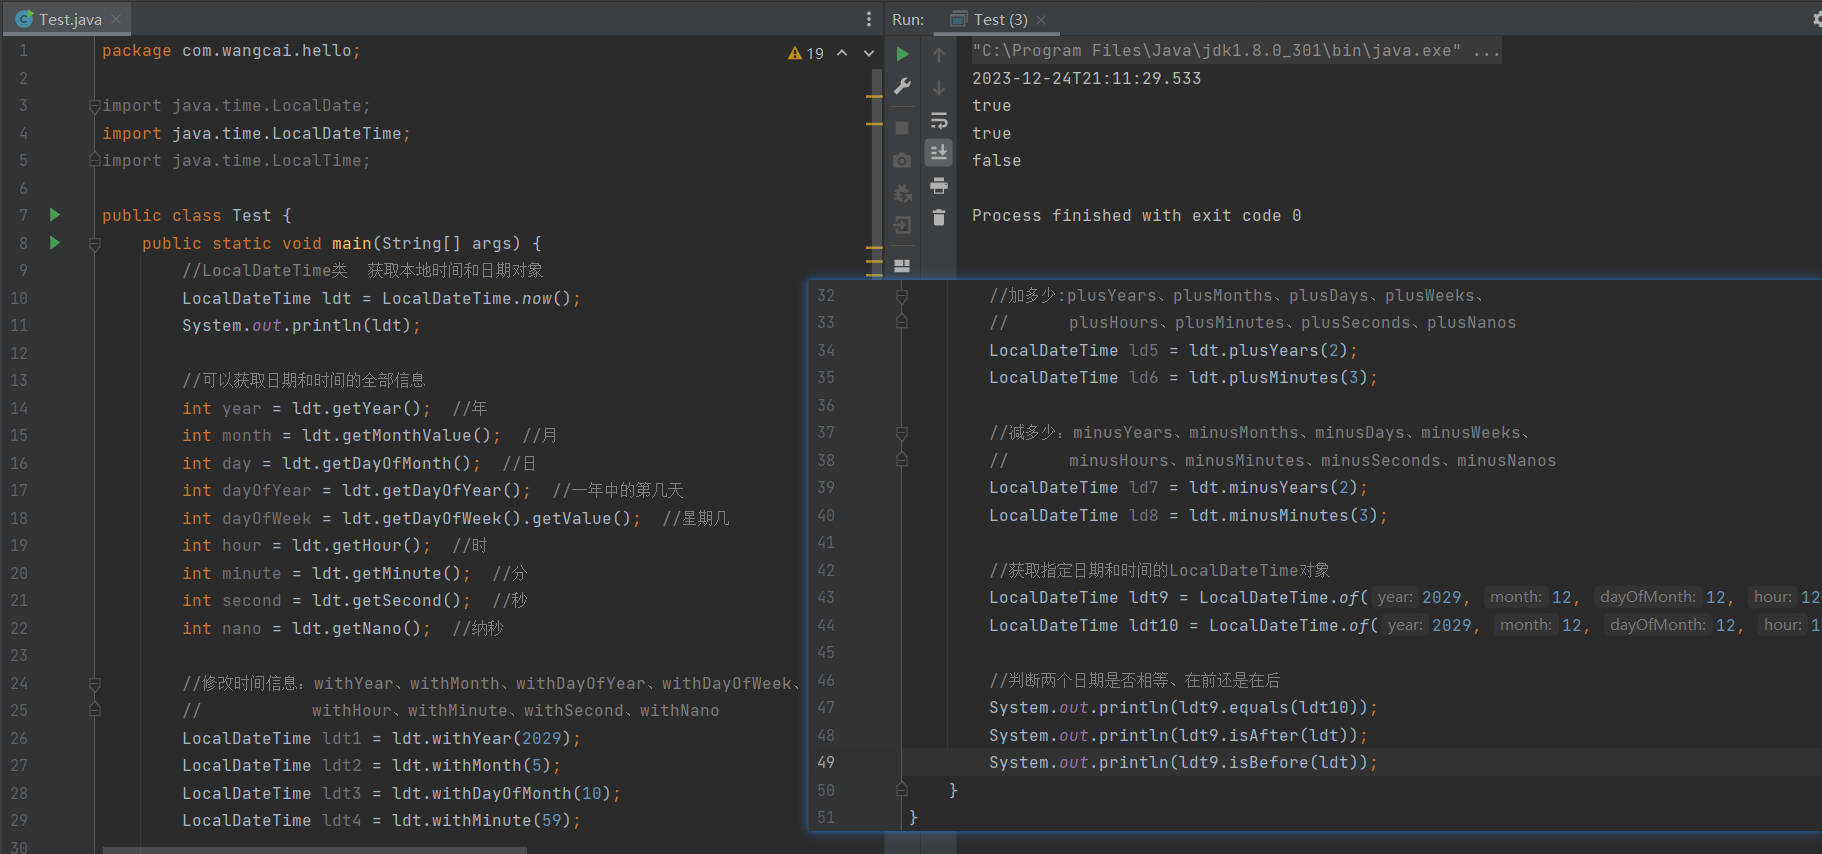 Test.java
package com.wangcai.hello;
19
1
2
3 import java.time.LocalDate;
4 import java.time.LocalDateTime;
5 import java.time.LocalTime;
6
7 public class Test {
8 public static void main(String[] args) {
9 //LocalDateTime类 获取本地时间和日期对象
10 LocalDateTime ldt = LocalDateTime.now();
11 System.out.println(ldt);
12
13 //可以获取日期和时间的全部信息
14 int year = ldt.getYear(); //年
15 int month = ldt.getMonthValue(); //月
16 int day = ldt.getDayOfMonth(); //日
17 int dayOfYear = ldt.getDayOfYear(); //一年中的第几天
18 int dayOfWeek = ldt.getDayOfWeek().getValue(); //星期几
19 int hour = ldt.getHour(); //时
20 int minute = ldt.getMinute(); //分
21 int second = ldt.getSecond(); //秒
22 int nano = ldt.getNano(); //纳秒
23
24 //修改时间信息：withYear、withMonth、withDayOfYear、withDayOfWeek、
25 // withHour、withMinute、withSecond、withNano
26 LocalDateTime ldt1 = ldt.withYear(2029);
27 LocalDateTime ldt2 = ldt.withMonth(5);
28 LocalDateTime ldt3 = ldt.withDayOfMonth(10);
29 LocalDateTime ldt4 = ldt.withMinute(59);
30
Run: Test (3)
"C:\Program Files\Java\jdk1.8.0_301\bin\java.exe" ...
2023-12-24T21:11:29.533
true
true
false
Process finished with exit code 0
32 //加多少:plusYears、plusMonths、plusDays、plusWeeks、
33 // plusHours、plusMinutes、plusSeconds、plusNanos
34 LocalDateTime ld5 = ldt.plusYears(2);
35 LocalDateTime ld6 = ldt.plusMinutes(3);
36
37 //减多少：minusYears、minusMonths、minusDays、minusWeeks、
38 // minusHours、minusMinutes、minusSeconds、minusNanos
39 LocalDateTime ld7 = ldt.minusYears(2);
40 LocalDateTime ld8 = ldt.minusMinutes(3);
41
42 //获取指定日期和时间的LocalDateTime对象
43 LocalDateTime ldt9 = LocalDateTime.of( year: 2029, month: 12, dayOfMonth: 12, hour: 12
44 LocalDateTime ldt10 = LocalDateTime.of( year: 2029, month: 12, dayOfMonth: 12, hour: 1
45
46 //判断两个日期是否相等、在前还是在后
47 System.out.println(ldt9.equals(ldt10));
48 System.out.println(ldt9.isAfter(ldt));
49 System.out.println(ldt9.isBefore(ldt));
50 }
51 }